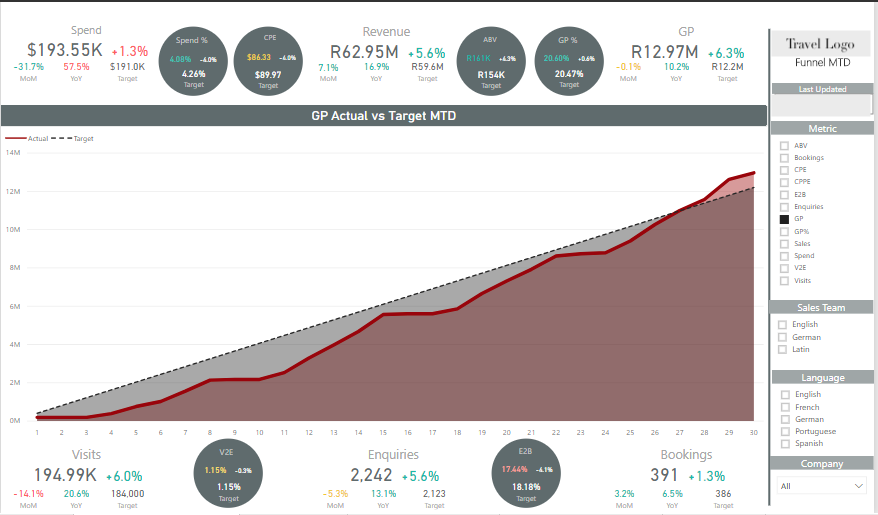 Spend
$193.55K +1.3%
-31.7% 57.5% $191.0K
MoM YoY Target
Spend %
4.08% -4.0%
4.26%
Target
CPE
$86.33 -4.0%
$89.97
Target
Revenue
R62.95M +5.6%
7.1% 16.9% R59.6M
MoM YoY Target
ABV
R161K +4.3%
R154K
Target
GP %
20.60% +0.6%
20.47%
Target
GP
R12.97M +6.3%
-0.1% 10.2% R12.2M
MoM YoY Target
Travel Logo
Funnel MTD
Last Updated
GP Actual vs Target MTD
Actual Target
14M
12M
10M
8M
6M
4M
2M
0M
1 2 3 4 5 6 7 8 9 10 11 12 13 14 15 16 17 18 19 20 21 22 23 24 25 26 27 28 29 30
Metric
ABV
Bookings
CPE
CPPE
E2B
Enquiries
GP
GP%
Sales
Spend
V2E
Visits
Sales Team
English
German
Latin
Language
English
French
German
Portuguese
Spanish
Company
All
Visits
194.99K +6.0%
-14.1% 20.6% 184,000
MoM YoY Target
V2E
1.15% -0.3%
1.15%
Target
Enquiries
2,242 +5.6%
-5.3% 13.1% 2,123
MoM YoY Target
E2B
17.44% -4.1%
18.18%
Target
Bookings
391 +1.3%
3.2% 6.5% 386
MoM YoY Target